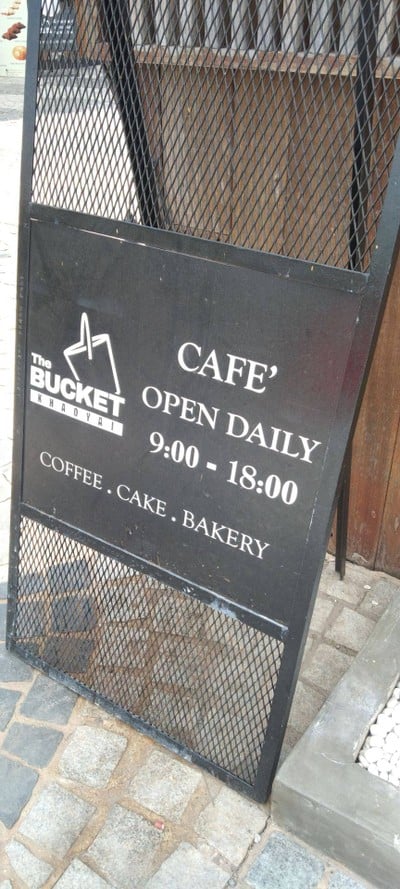 The
BUCKET
KHAOYAI
CAFE'
OPEN DAILY
9:00 - 18:00
COFFEE . CAKE . BAKERY